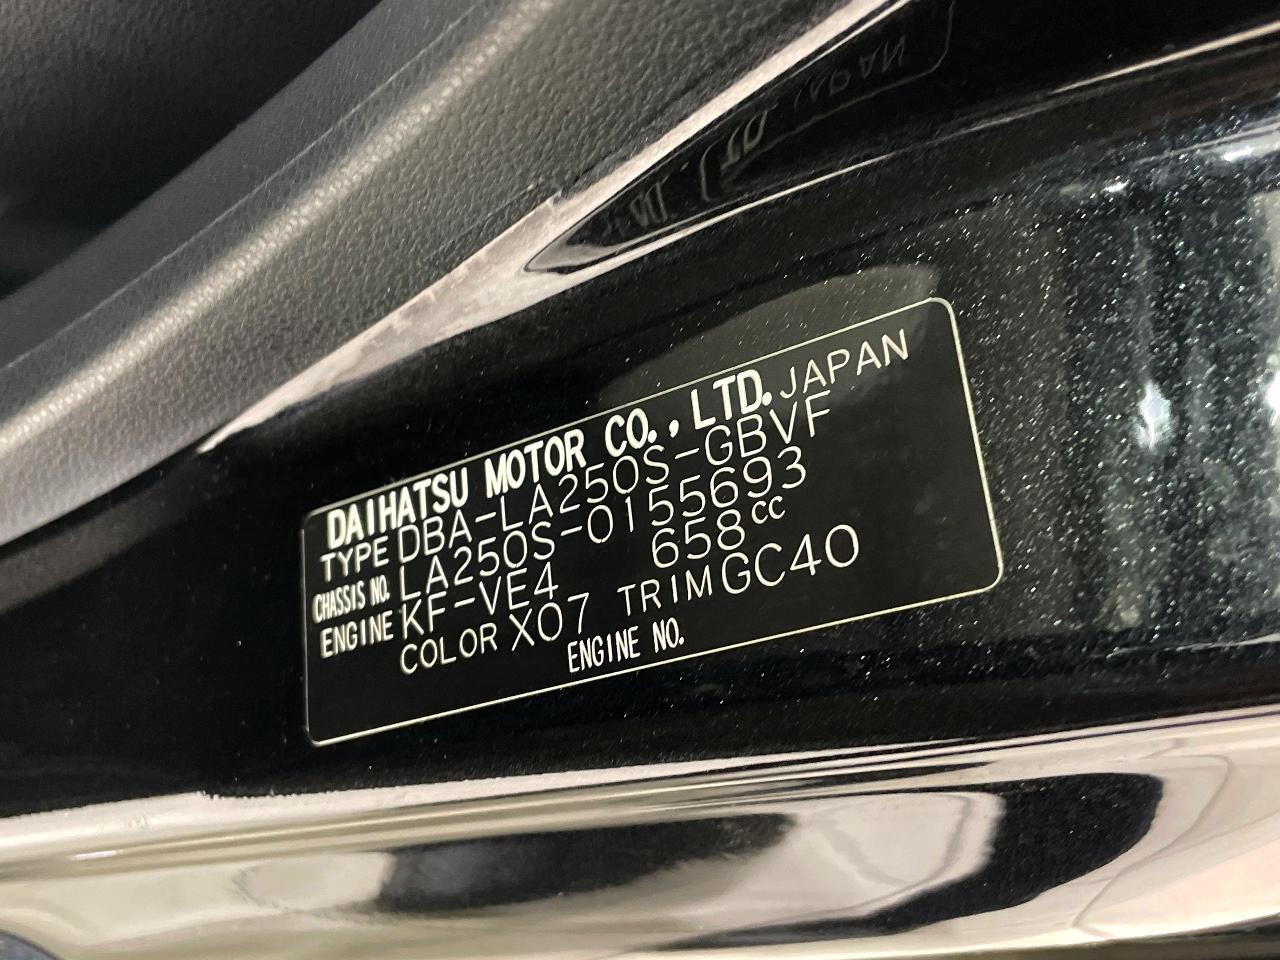 DAIHATSU MOTOR CO., LTD. JAPAN
TYPE DBA-LA250S-GBVF
CHASSIS NO. LA250S-0155693
ENGINE KF-VE4 658cc
COLOR X07 TRIM GC40
ENGINE NO.